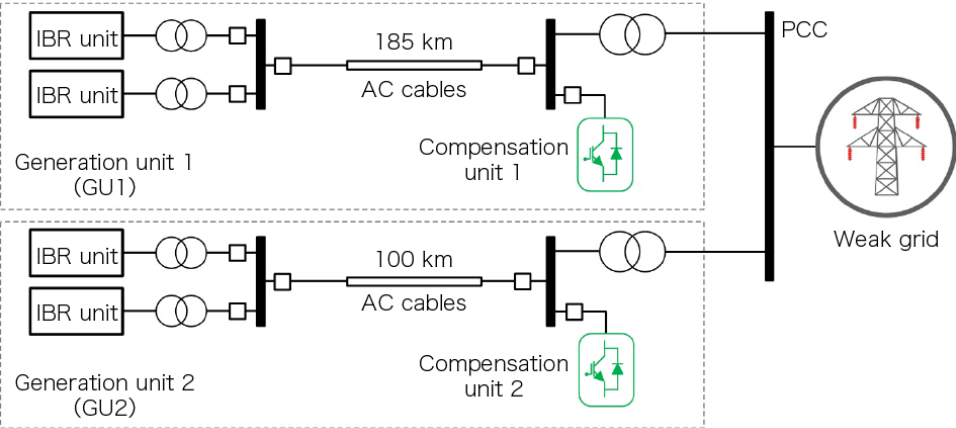 IBR unit
IBR unit
185 km
AC cables
Generation unit 1
(GU1)
Compensation
unit 1
PCC
Weak grid
IBR unit
IBR unit
100 km
AC cables
Generation unit 2
(GU2)
Compensation
unit 2